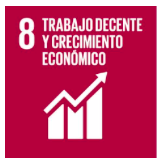 8 TRABAJO DECENTE
Y CRECIMIENTO
ECONÓMICO